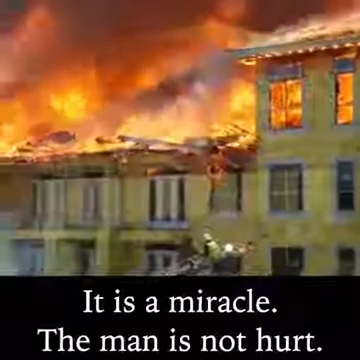 It is a miracle.
The man is not hurt.